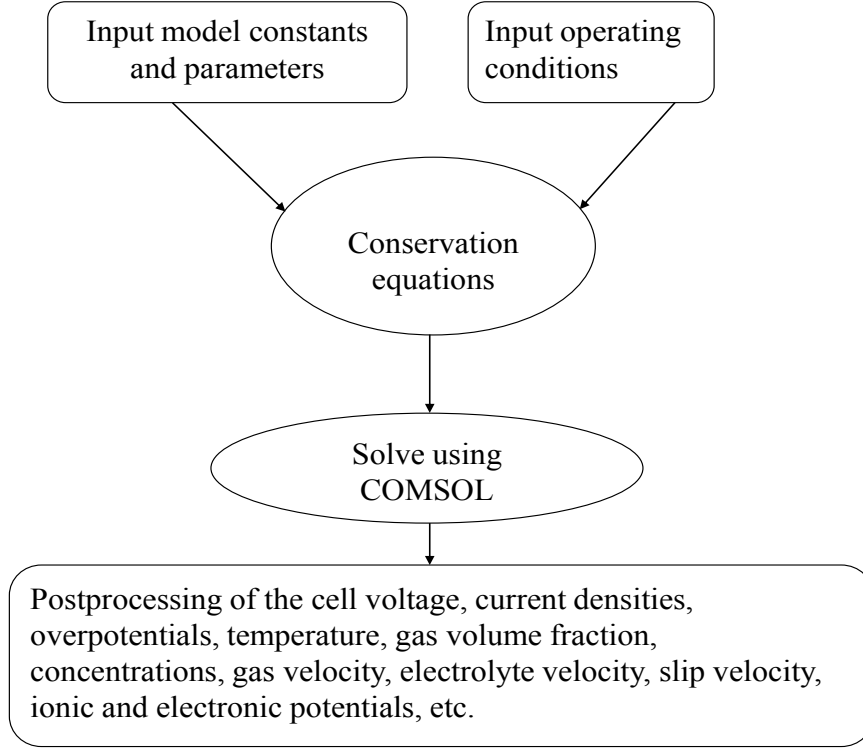 Input model constants
and parameters
Input operating
conditions
Conservation
equations
Solve using
COMSOL
Postprocessing of the cell voltage, current densities,
overpotentials, temperature, gas volume fraction,
concentrations, gas velocity, electrolyte velocity, slip velocity,
ionic and electronic potentials, etc.